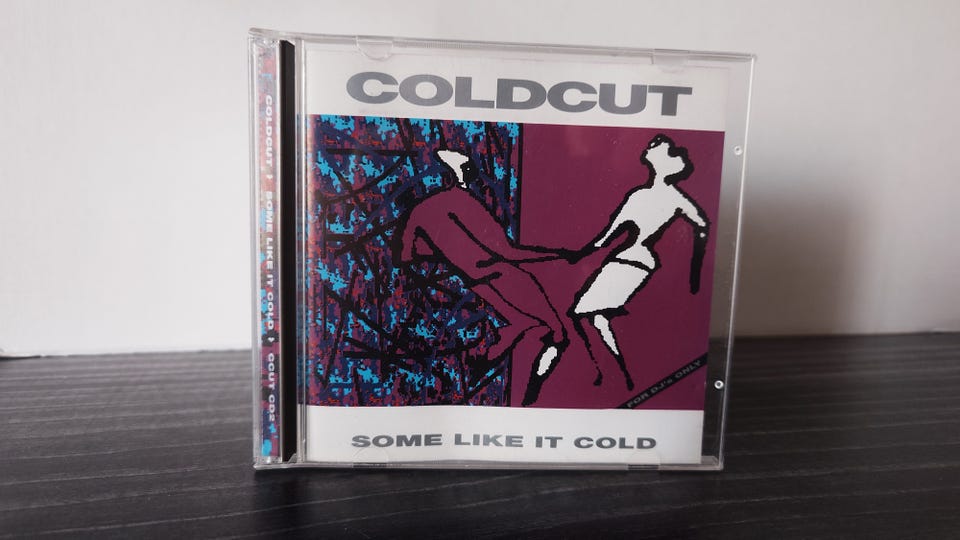 COLDCUT
COLDCUT › SOME LIKE IT COLD › CCUT CD2
FOR DJ's ONLY
SOME LIKE IT COLD